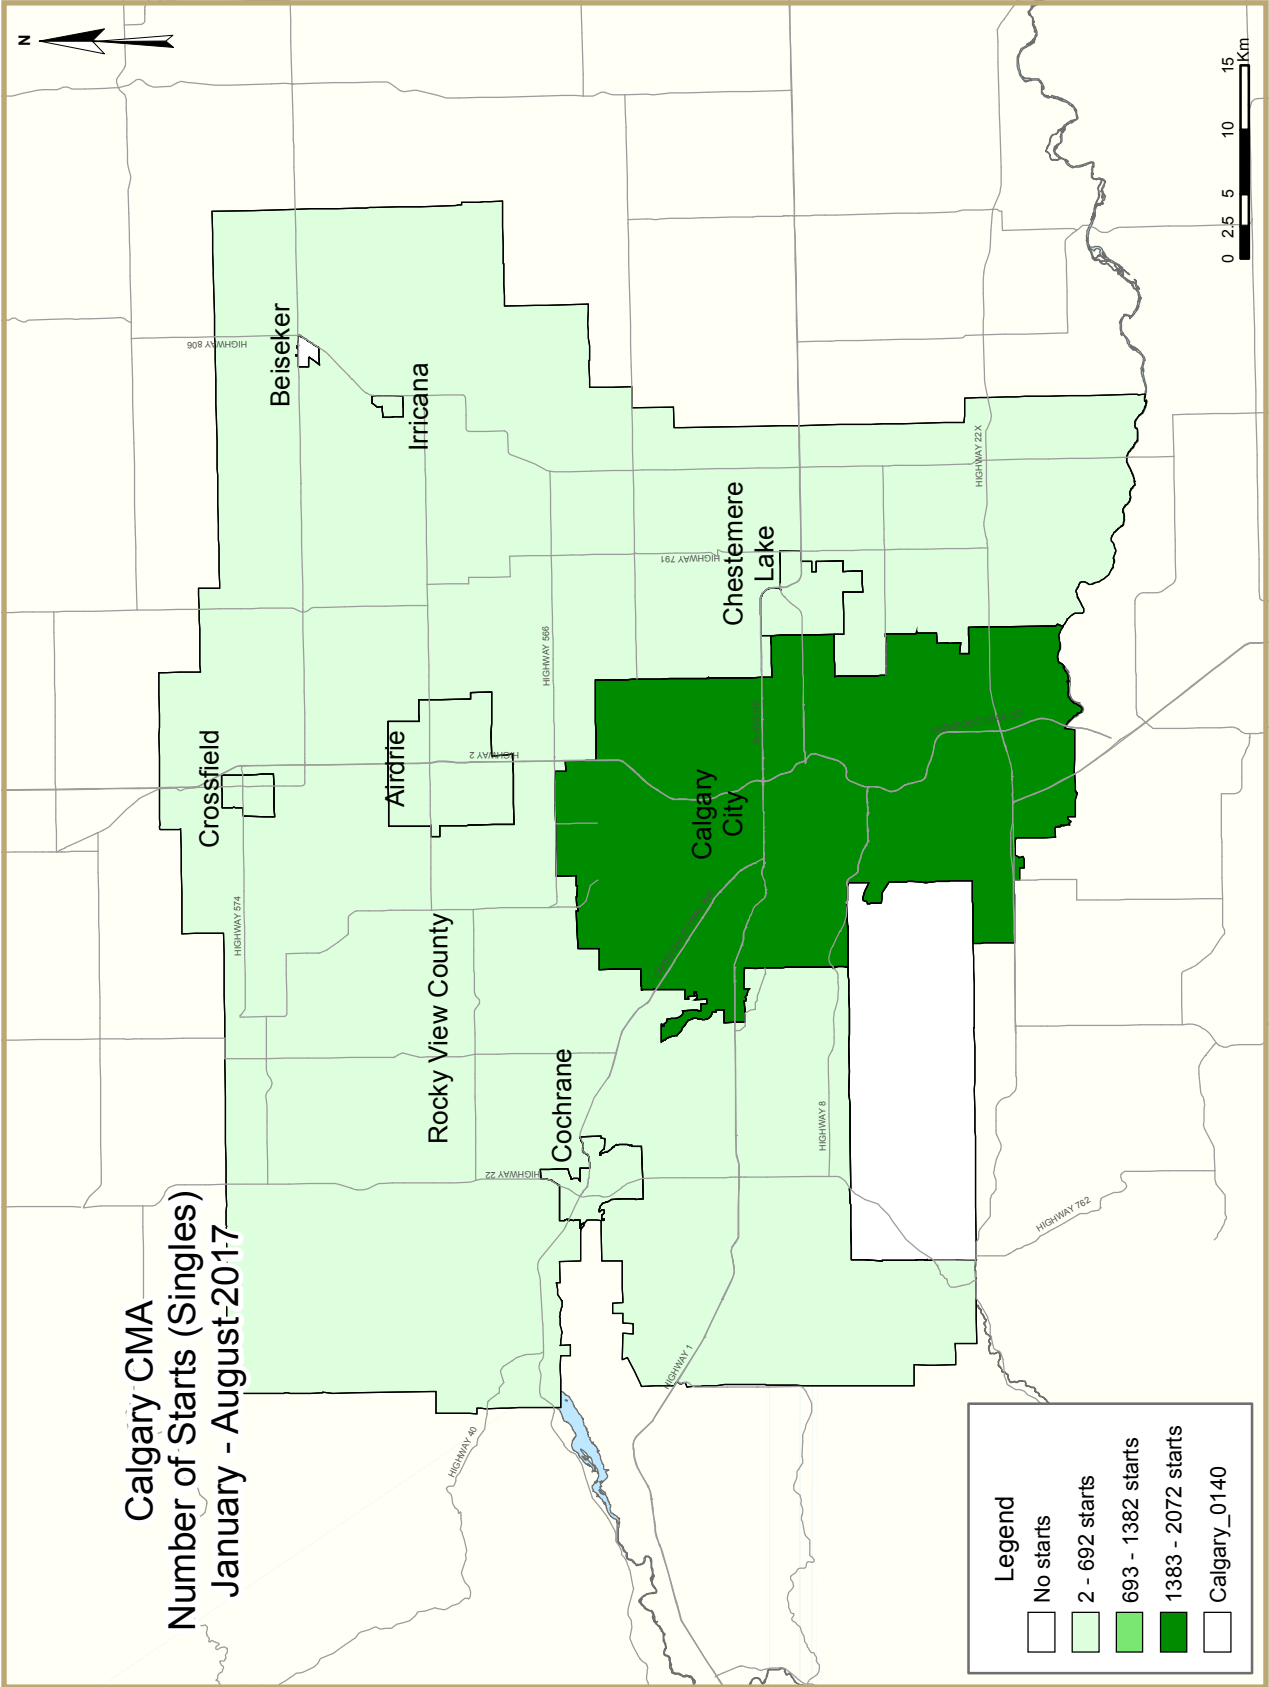 Calgary CMA
Number of Starts (Singles)
January - August 2017
N
Crossfield
Beiseker
Irricana
Airdrie
Rocky View County
Cochrane
Calgary
City
Chestemere
Lake
HIGHWAY 574
HIGHWAY 806
HIGHWAY 2
HIGHWAY 566
HIGHWAY 791
HIGHWAY 22
HIGHWAY 40
HIGHWAY 1
HIGHWAY 8
HIGHWAY 22X
HIGHWAY 762
Legend
No starts
2 - 692 starts
693 - 1382 starts
1383 - 2072 starts
Calgary_0140
0 2.5 5 10 15
Km